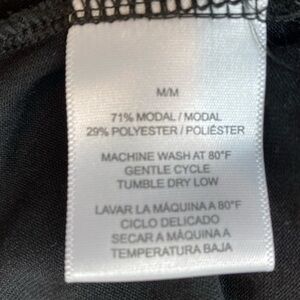 M/M
71% MODAL / MODAL
29% POLYESTER / POLIÉSTER
MACHINE WASH AT 80°F
GENTLE CYCLE
TUMBLE DRY LOW
LAVAR LA MÁQUINA A 80°F
CICLO DELICADO
SECAR A MÁQUINA A
TEMPERATURA BAJA